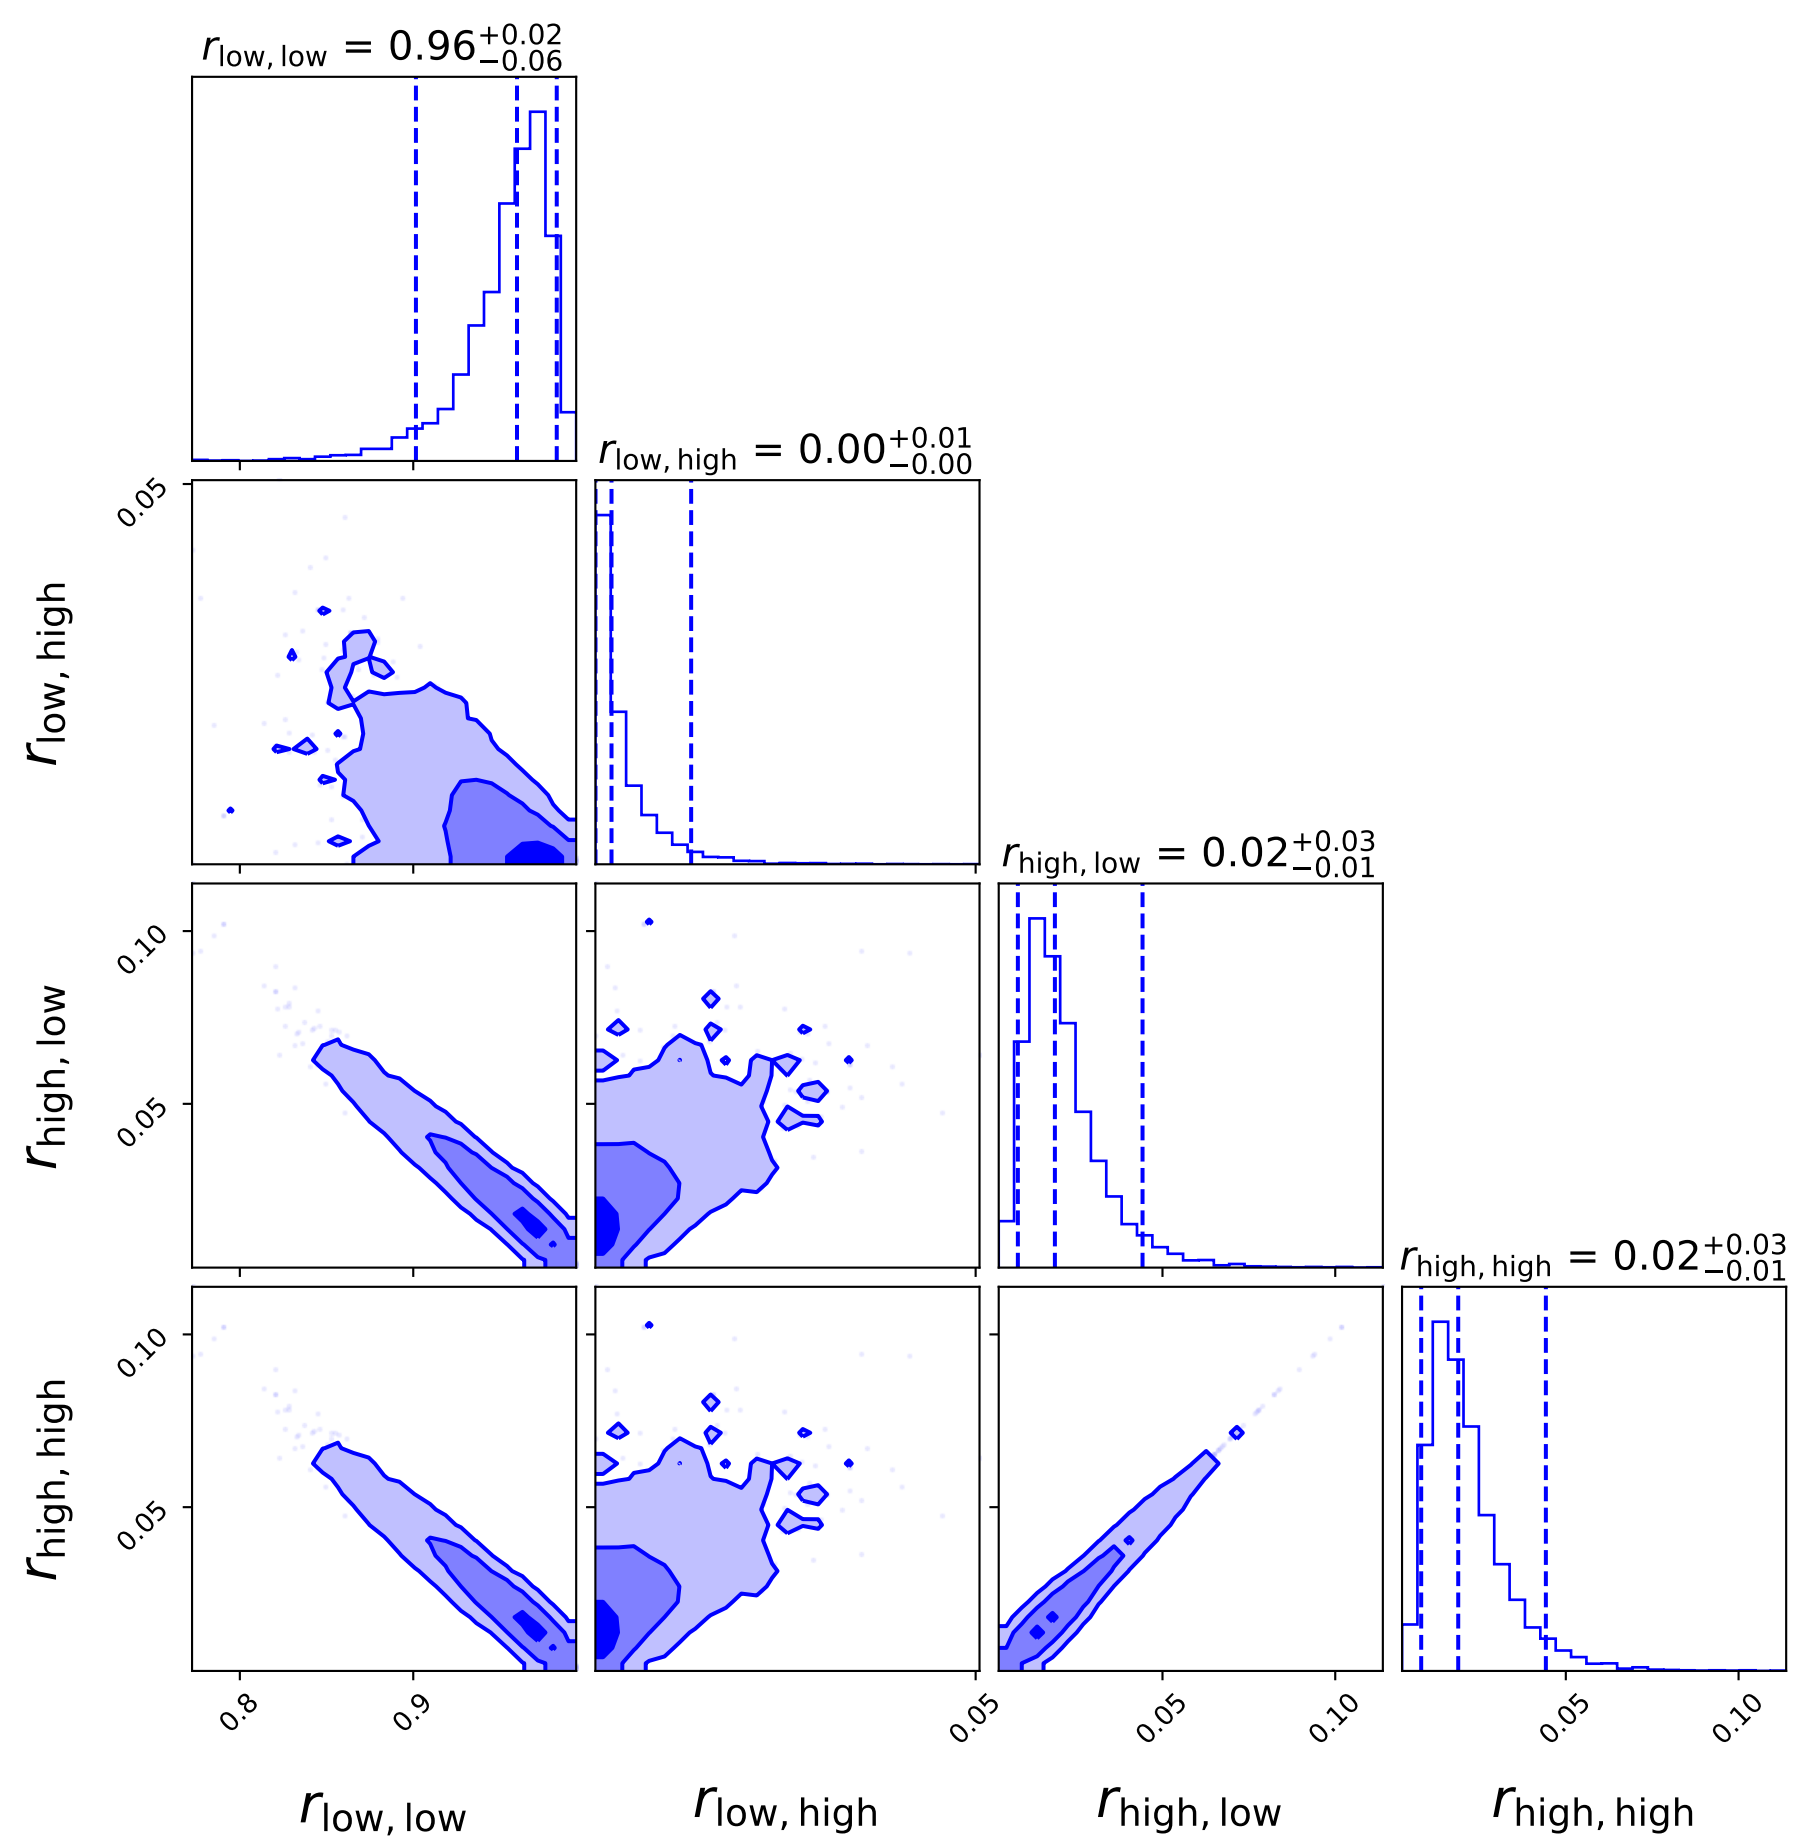 r_low, low = 0.96 +0.02 −0.06
0.05
r_low, high
r_low, high = 0.00 +0.01 −0.00
0.10
0.05
r_high, low
r_high, low = 0.02 +0.03 −0.01
0.10
0.05
r_high, high
r_high, high = 0.02 +0.03 −0.01
0.8 0.9 0.05 0.05 0.10 0.05 0.10
r_low, low r_low, high r_high, low r_high, high